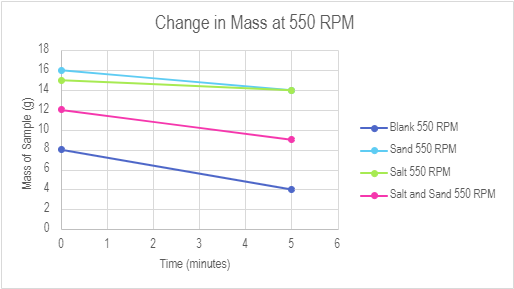 Change in Mass at 550 RPM
18
16
14
12
10
8
6
4
2
0
Mass of Sample (g)
0 1 2 3 4 5 6
Time (minutes)
Blank 550 RPM
Sand 550 RPM
Salt 550 RPM
Salt and Sand 550 RPM